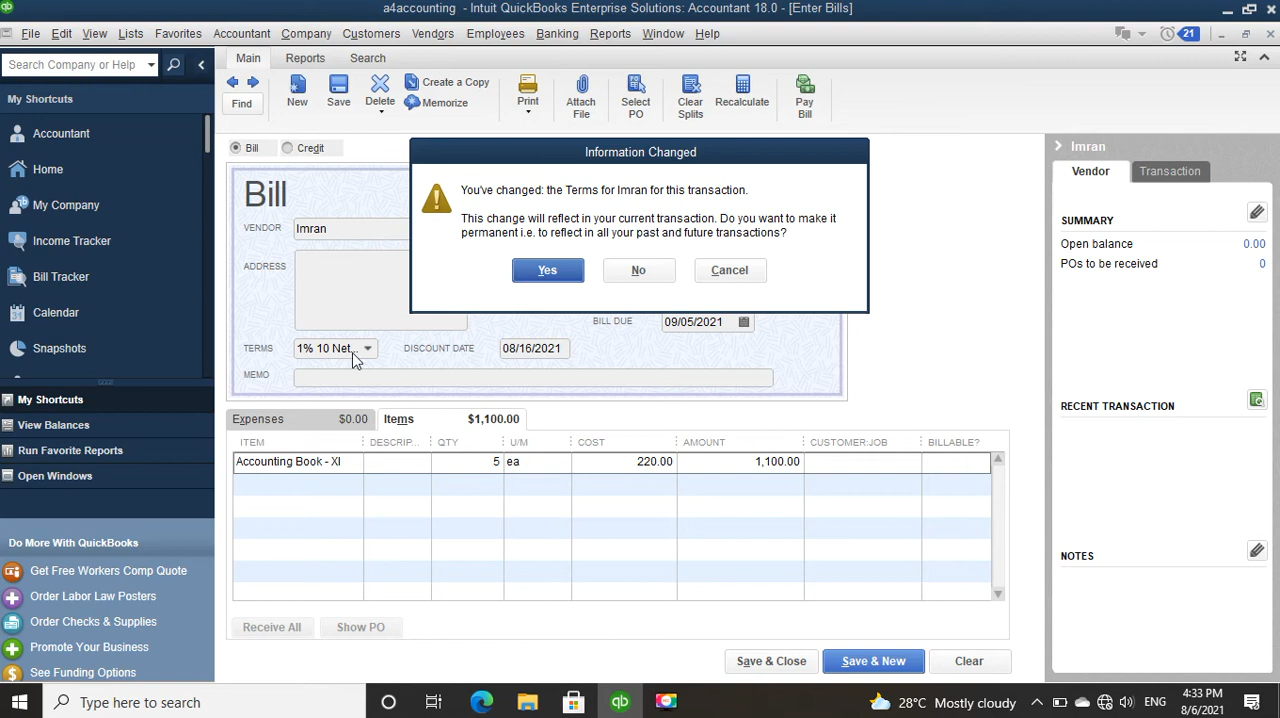 a4accounting - Intuit QuickBooks Enterprise Solutions: Accountant 18.0 - [Enter Bills]
File Edit View Lists Favorites Accountant Company Customers Vendors Employees Banking Reports Window Help
21
Search Company or Help
Main Reports Search
Find
New
Save
Delete
Create a Copy
Memorize
Print
Attach File
Select PO
Clear Splits
Recalculate
Pay Bill
My Shortcuts
Accountant
Home
My Company
Income Tracker
Bill Tracker
Calendar
Snapshots
My Shortcuts
View Balances
Run Favorite Reports
Open Windows
Do More With QuickBooks
Get Free Workers Comp Quote
Order Labor Law Posters
Order Checks & Supplies
Promote Your Business
See Funding Options
Bill Credit
Bill
VENDOR Imran
ADDRESS
BILL DUE 09/05/2021
TERMS 1% 10 Net... DISCOUNT DATE 08/16/2021
MEMO
Information Changed
You've changed: the Terms for Imran for this transaction.
This change will reflect in your current transaction. Do you want to make it
permanent i.e. to reflect in all your past and future transactions?
Yes No Cancel
Expenses $0.00 Items $1,100.00
ITEM DESCRIP... QTY U/M COST AMOUNT CUSTOMER:JOB BILLABLE?
Accounting Book - XI 5 ea 220.00 1,100.00
Receive All Show PO
Save & Close Save & New Clear
Imran
Vendor Transaction
SUMMARY
Open balance 0.00
POs to be received 0
RECENT TRANSACTION
NOTES
Type here to search
28°C Mostly cloudy
ENG
4:33 PM
8/6/2021